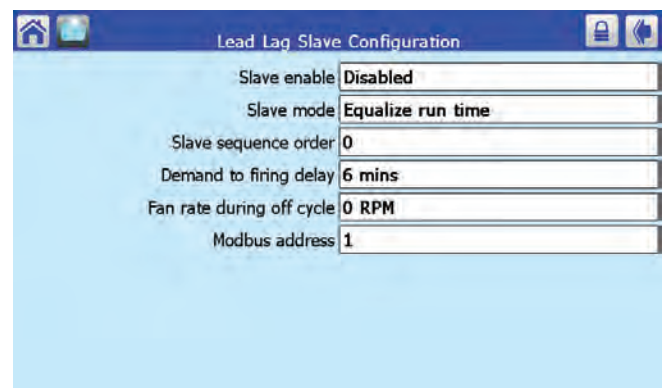 Lead Lag Slave Configuration
Slave enable Disabled
Slave mode Equalize run time
Slave sequence order 0
Demand to firing delay 6 mins
Fan rate during off cycle 0 RPM
Modbus address 1